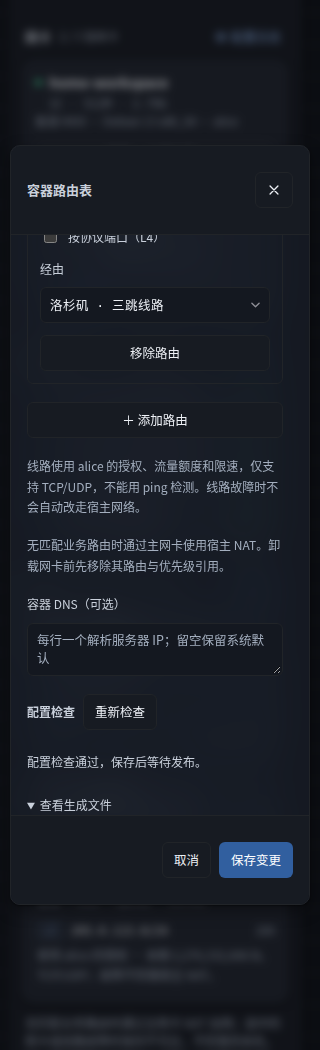 容器路由表
按协议端口（L4）
经由
洛杉矶 · 三跳线路
移除路由
＋ 添加路由
线路使用 alice 的授权、流量额度和限速，仅支
持 TCP/UDP，不能用 ping 检测。线路故障时不
会自动改走宿主网络。
无匹配业务路由时通过主网卡使用宿主 NAT。卸
载网卡前先移除其路由与优先级引用。
容器 DNS（可选）
每行一个解析服务器 IP；留空保留系统默
认
配置检查 重新检查
配置检查通过，保存后等待发布。
▼ 查看生成文件
取消 保存变更